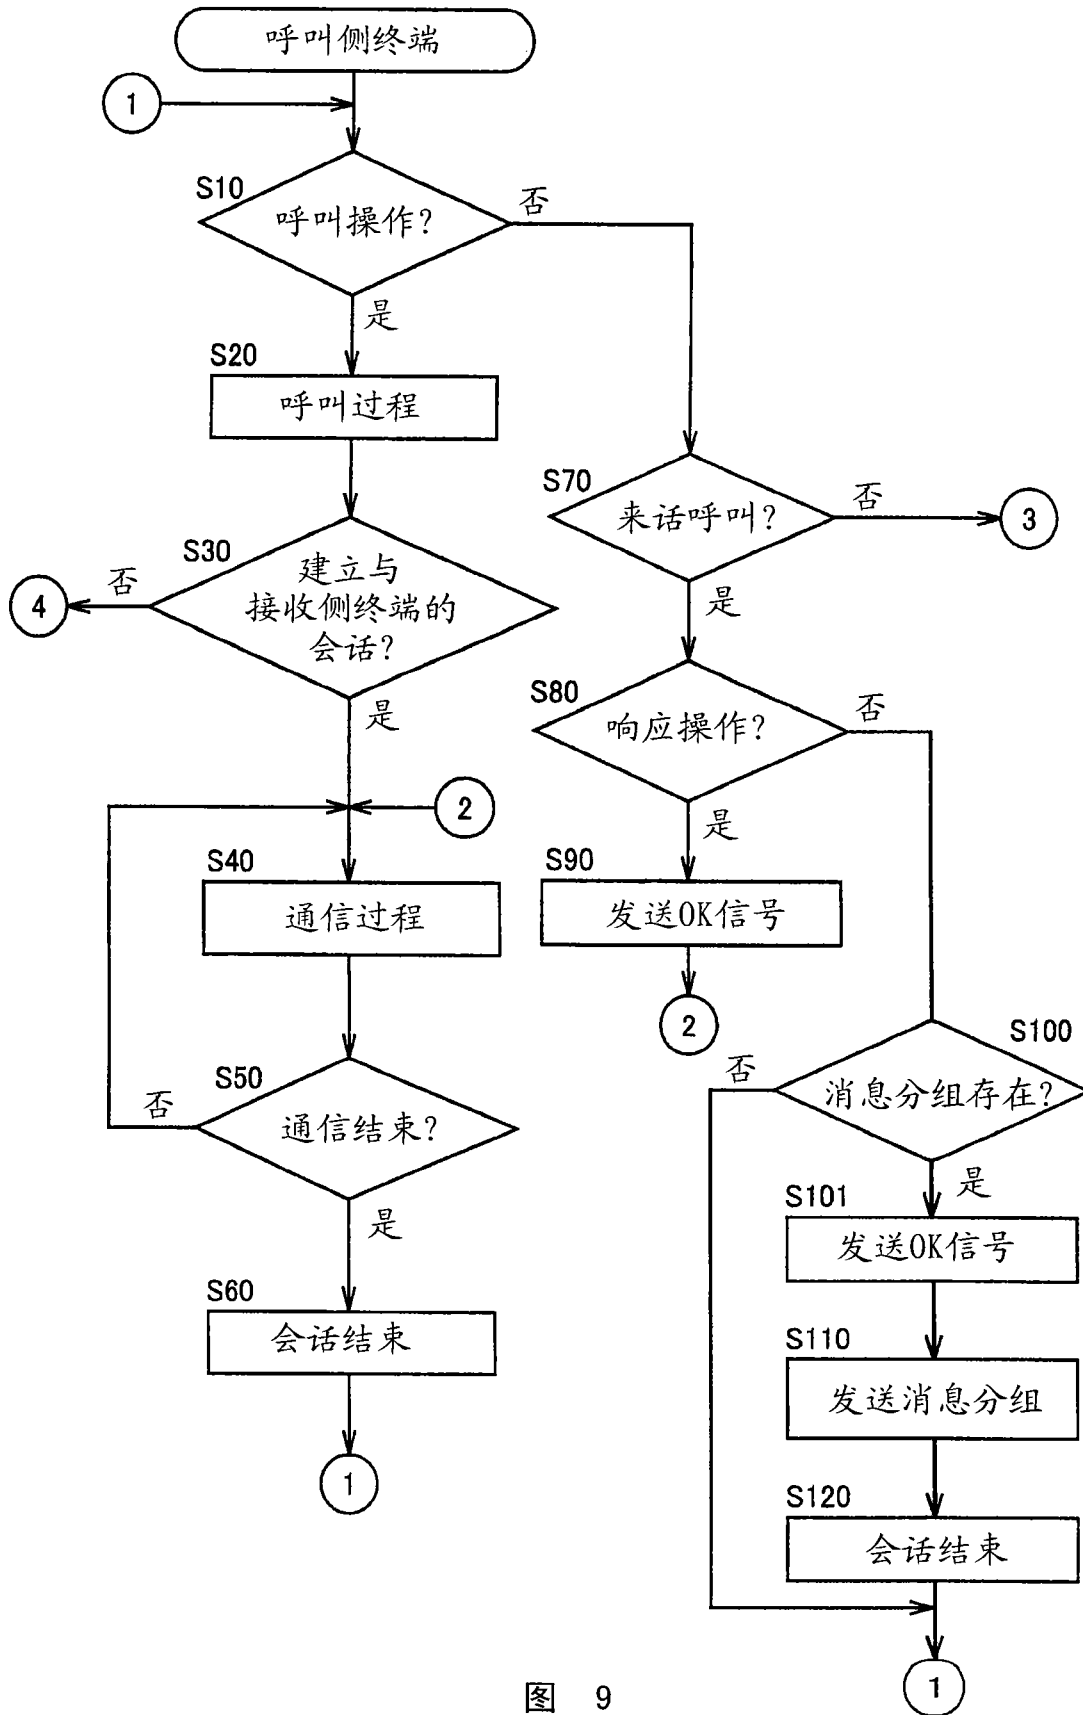 呼叫侧终端
1
S10
呼叫操作?
否
是
S20
呼叫过程
S30
建立与
接收侧终端的
会话?
否
4
是
2
S40
通信过程
S50
通信结束?
否
是
S60
会话结束
1
S70
来话呼叫?
否
3
是
S80
响应操作?
否
是
S90
发送OK信号
2
S100
消息分组存在?
否
是
S101
发送OK信号
S110
发送消息分组
S120
会话结束
1
图 9